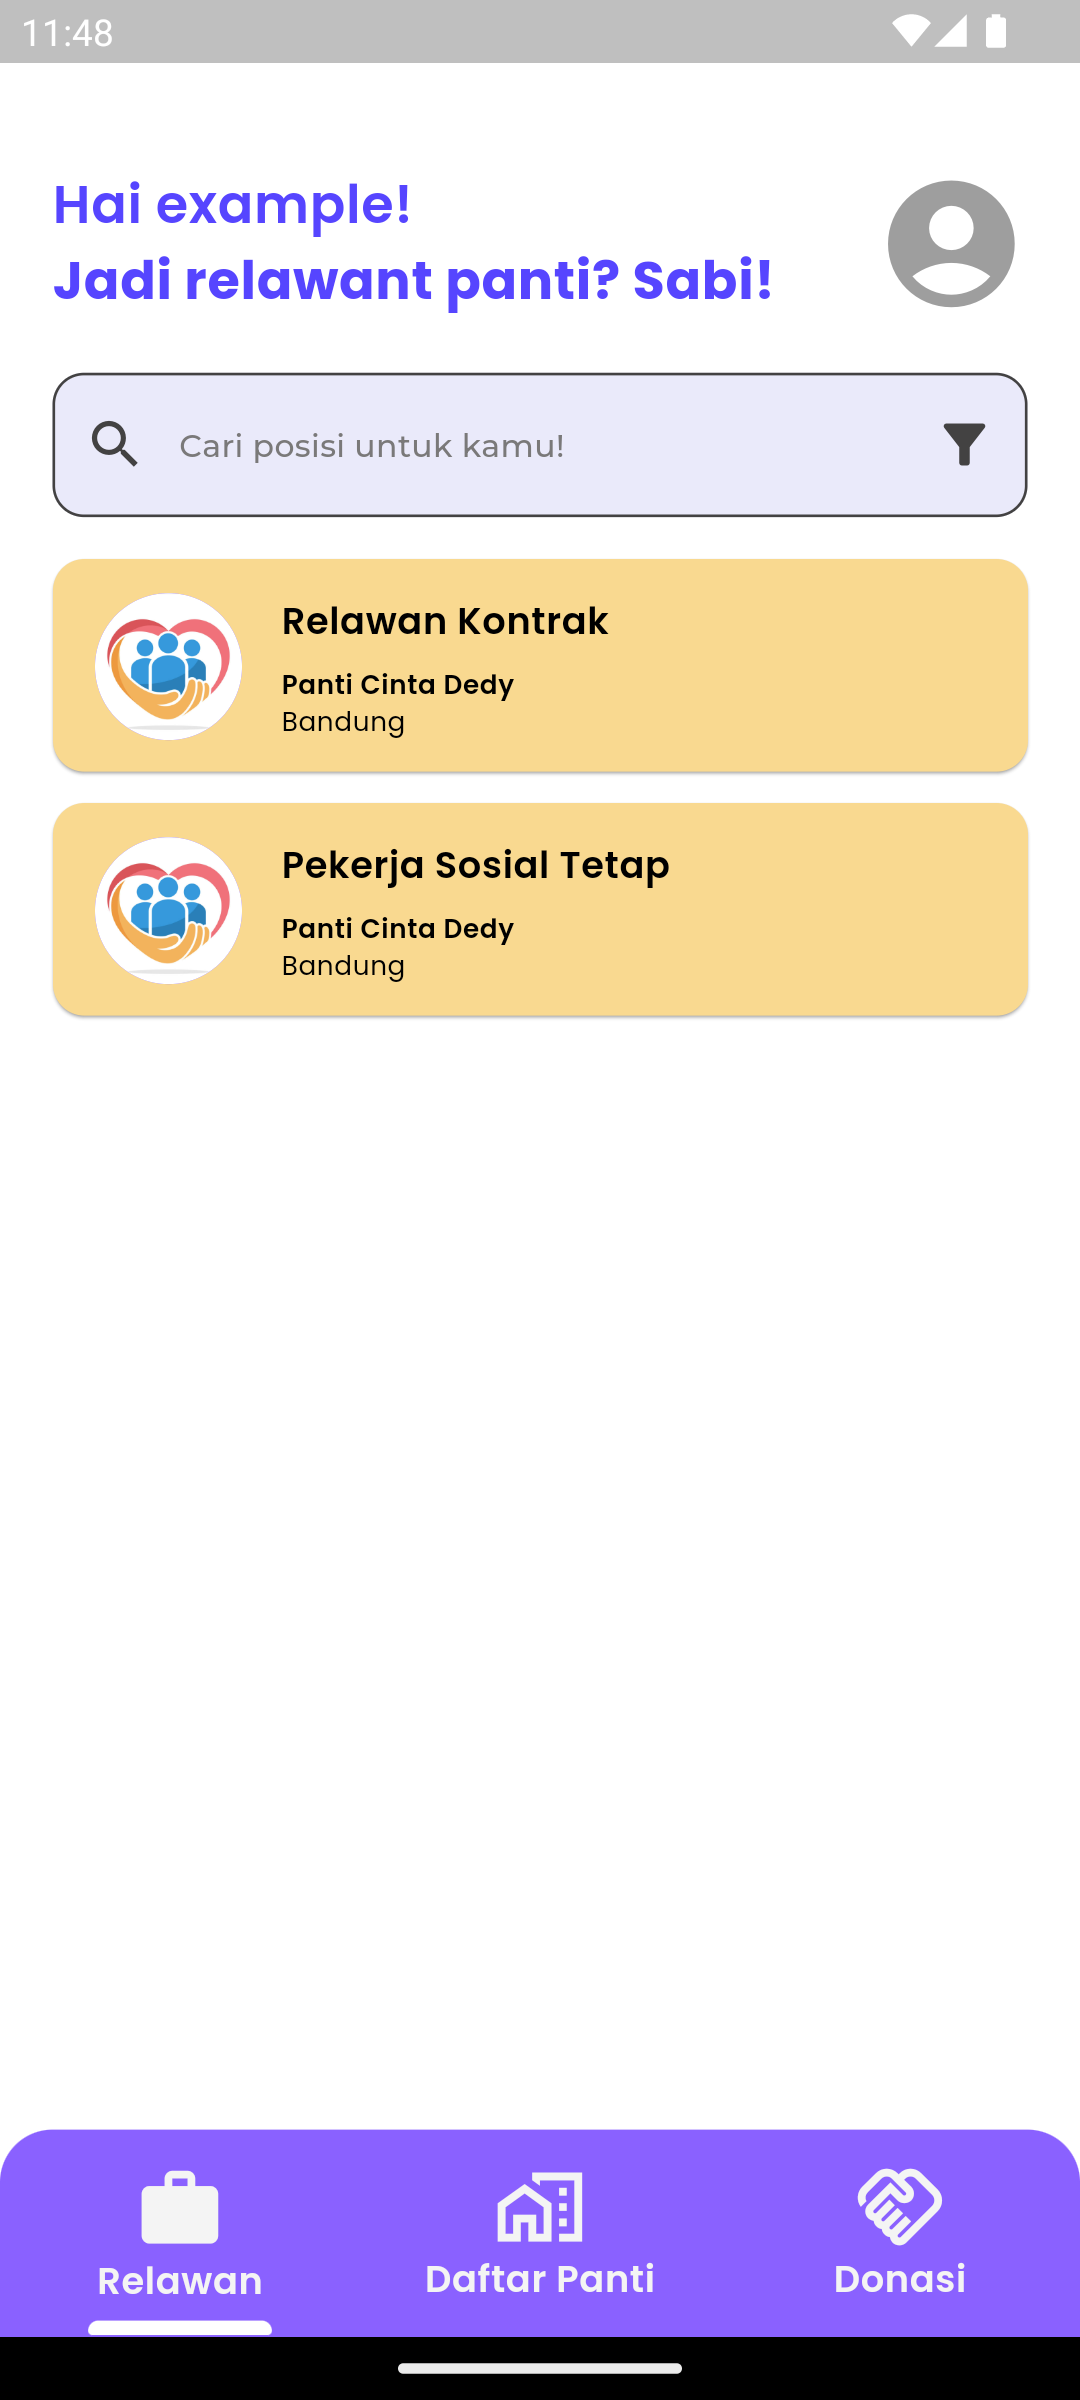 11:48
Hai example!
Jadi relawant panti? Sabi!
Cari posisi untuk kamu!
Relawan Kontrak
Panti Cinta Dedy
Bandung
Pekerja Sosial Tetap
Panti Cinta Dedy
Bandung
Relawan
Daftar Panti
Donasi